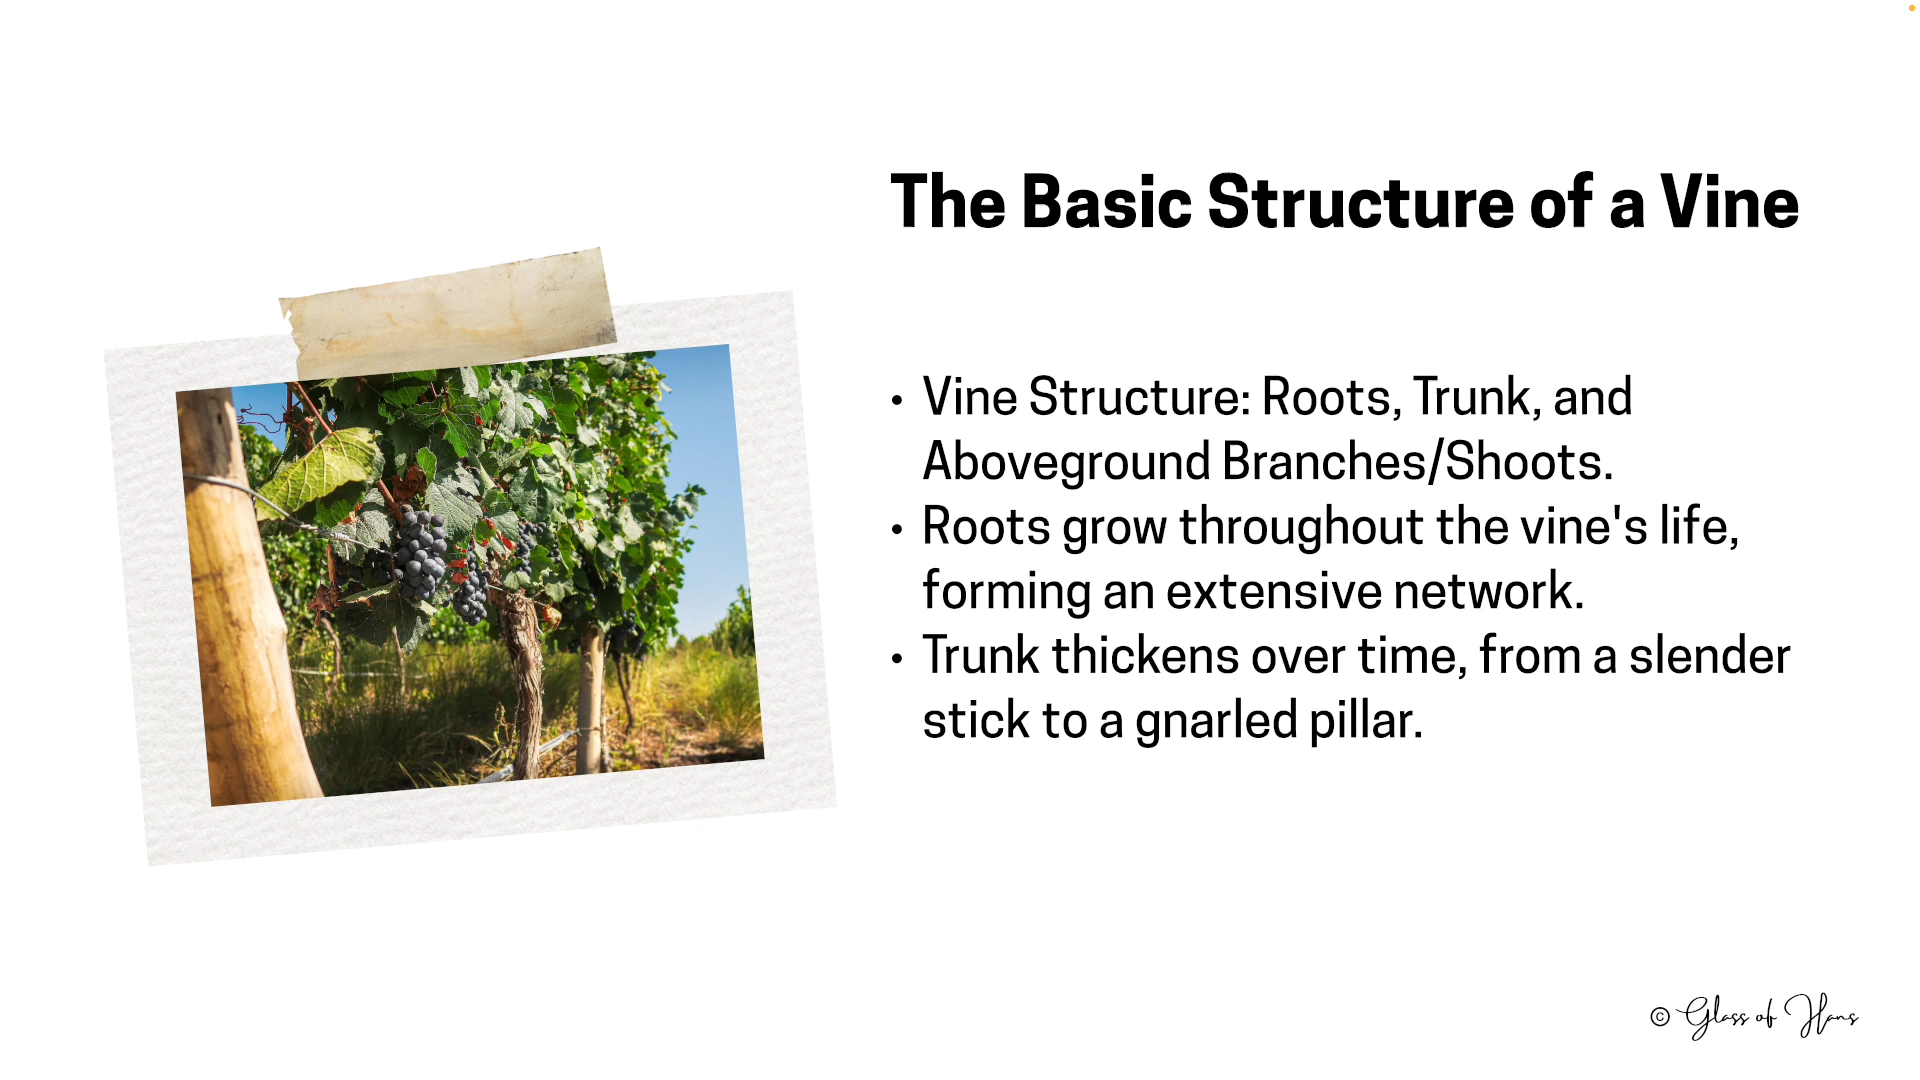 The Basic Structure of a Vine
• Vine Structure: Roots, Trunk, and
Aboveground Branches/Shoots.
• Roots grow throughout the vine's life,
forming an extensive network.
• Trunk thickens over time, from a slender
stick to a gnarled pillar.
© Glass of Hans